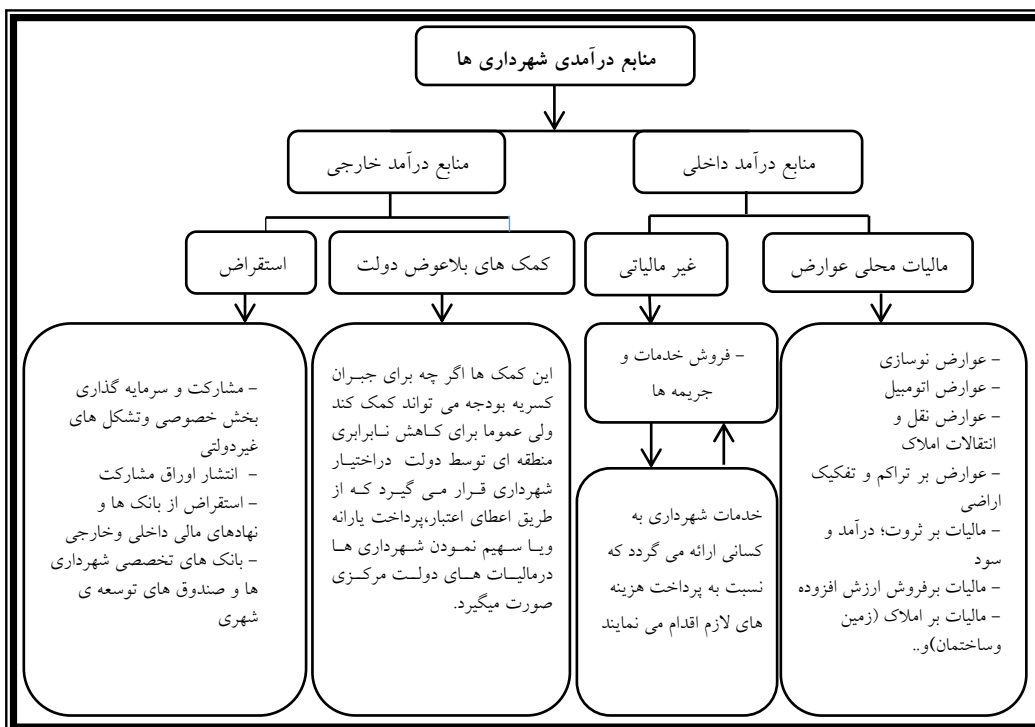 منابع درآمدی شهرداری ها
منابع درآمد داخلی
منابع درآمد خارجی
مالیات محلی عوارض
غیر مالیاتی
کمک های بلاعوض دولت
استقراض
- عوارض نوسازی
- عوارض اتومبیل
- عوارض نقل و
انتقالات املاک
- عوارض بر تراکم و تفکیک
اراضی
- مالیات بر ثروت؛ درآمد و
سود
- مالیات برفروش ارزش افزوده
- مالیات بر املاک (زمین
وساختمان)و..
- فروش خدمات و
جریمه ها
خدمات شهرداری به
کسانی ارائه می گردد که
نسبت به پرداخت هزینه
های لازم اقدام می نمایند
این کمک ها اگر چه برای جبران
کسریه بودجه می تواند کمک کند
ولی عموما برای کاهش نابرابری
منطقه ای توسط دولت دراختیار
شهرداری قرار می گیرد که از
طریق اعطای اعتبار،پرداخت یارانه
ویا سهیم نمودن شهرداری ها
درمالیات های دولت مرکزی
صورت میگیرد.
- مشارکت و سرمایه گذاری
بخش خصوصی وتشکل های
غیردولتی
- انتشار اوراق مشارکت
- استقراض از بانک ها و
نهادهای مالی داخلی وخارجی
- بانک های تخصصی شهرداری
ها و صندوق های توسعه ی
شهری